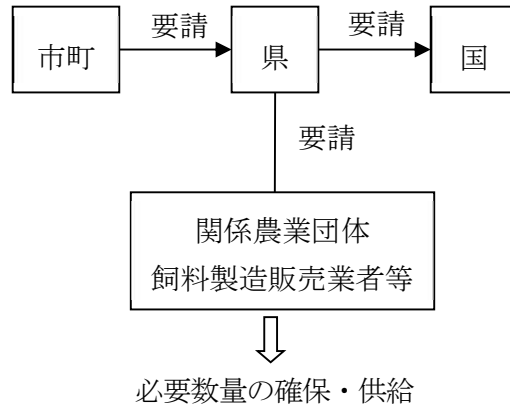 要請
要請
市町
県
国
要請
関係農業団体
飼料製造販売業者等
必要数量の確保・供給